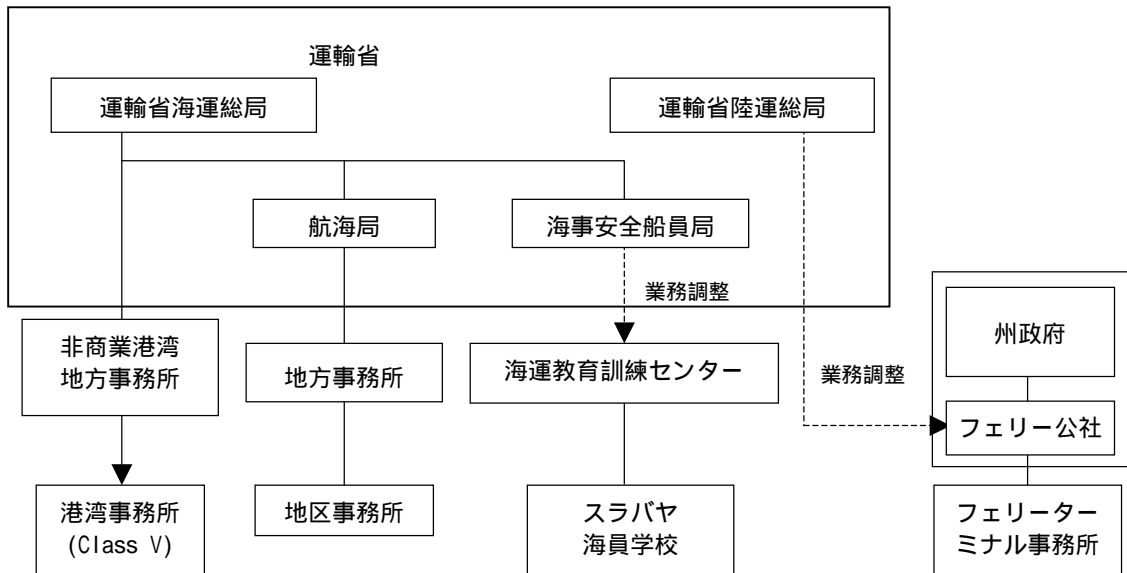 運輸省
運輸省海運総局
運輸省陸運総局
航海局
海事安全船員局
業務調整
非商業港湾
地方事務所
地方事務所
海運教育訓練センター
業務調整
州政府
フェリー公社
港湾事務所
(Class V)
地区事務所
スラバヤ
海員学校
フェリーター
ミナル事務所